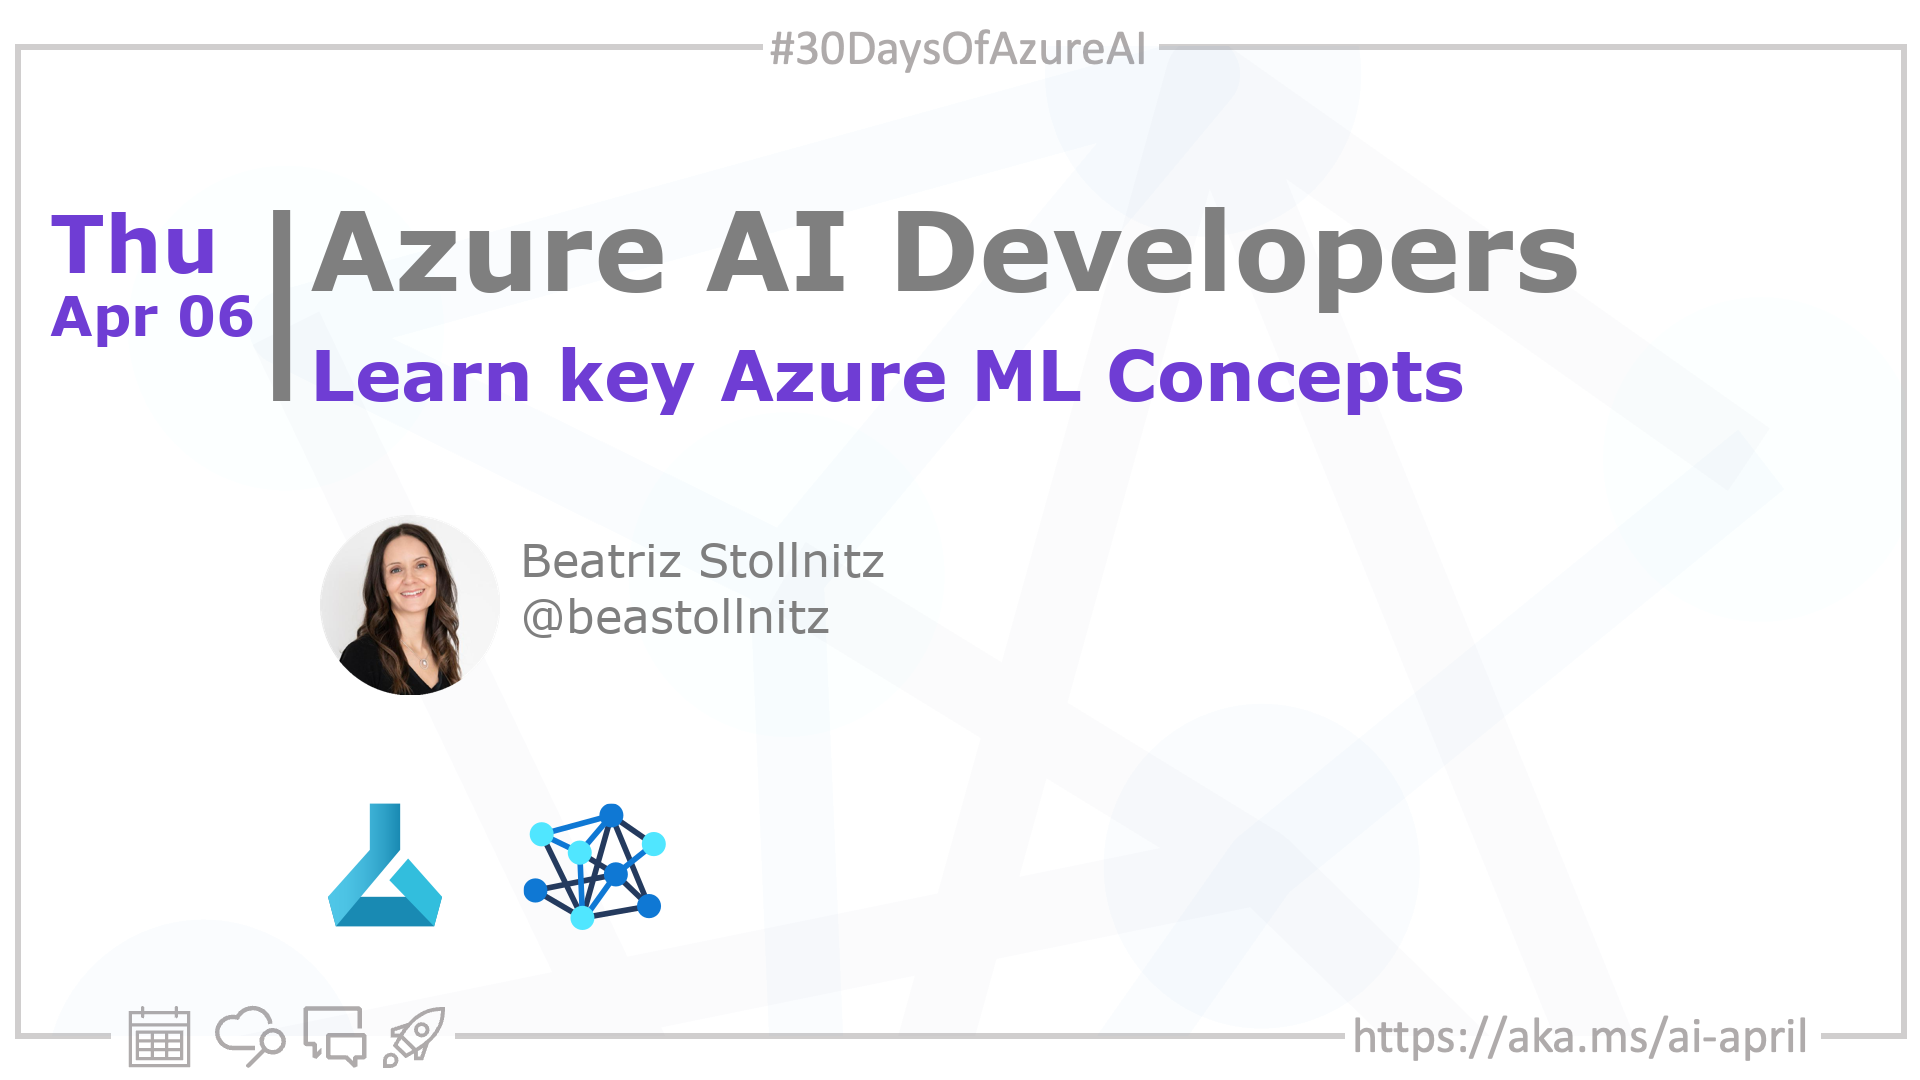 #30DaysOfAzureAI
Thu
Apr 06
Azure AI Developers
Learn key Azure ML Concepts
Beatriz Stollnitz
@beastollnitz
https://aka.ms/ai-april